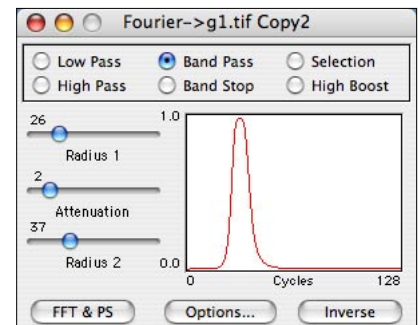 Fourier->g1.tif Copy2
Low Pass Band Pass Selection
High Pass Band Stop High Boost
26
Radius 1
2
Attenuation
37
Radius 2
1.0
0.0
0 Cycles 128
FFT & PS Options... Inverse